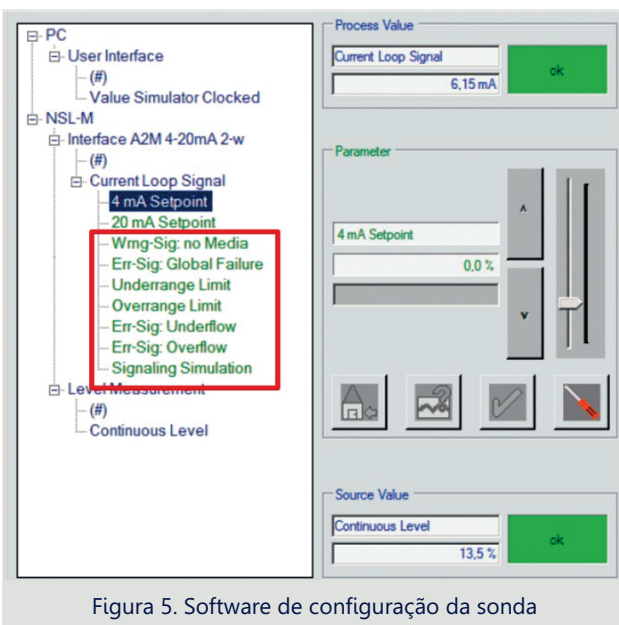 PC
User Interface
(#)
Value Simulator Clocked
NSL-M
Interface A2M 4-20mA 2-w
(#)
Current Loop Signal
4 mA Setpoint
20 mA Setpoint
Wrng-Sig: no Media
Err-Sig: Global Failure
Underrange Limit
Overrange Limit
Err-Sig: Underflow
Err-Sig: Overflow
Signaling Simulation
Level Measurement
(#)
Continuous Level
Process Value
Current Loop Signal
6,15 mA
ok
Parameter
4 mA Setpoint
0,0 %
Source Value
Continuous Level
13,5 %
ok
Figura 5. Software de configuração da sonda